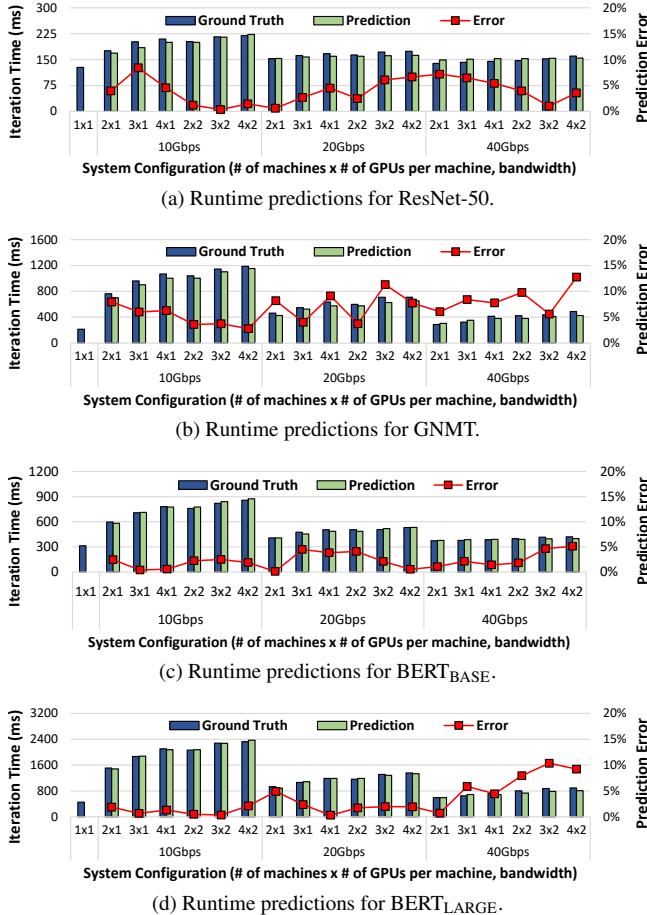 300 20%
225 15%
150 10%
75 5%
0 0%
Iteration Time (ms)
Prediction Error
Ground Truth Prediction Error
1x1 2x1 3x1 4x1 2x2 3x2 4x2 2x1 3x1 4x1 2x2 3x2 4x2 2x1 3x1 4x1 2x2 3x2 4x2
10Gbps 20Gbps 40Gbps
System Configuration (# of machines x # of GPUs per machine, bandwidth)
(a) Runtime predictions for ResNet-50.
1600 20%
1200 15%
800 10%
400 5%
0 0%
Iteration Time (ms)
Prediction Error
Ground Truth Prediction Error
1x1 2x1 3x1 4x1 2x2 3x2 4x2 2x1 3x1 4x1 2x2 3x2 4x2 2x1 3x1 4x1 2x2 3x2 4x2
10Gbps 20Gbps 40Gbps
System Configuration (# of machines x # of GPUs per machine, bandwidth)
(b) Runtime predictions for GNMT.
1200 20%
900 15%
600 10%
300 5%
0 0%
Iteration Time (ms)
Prediction Error
Ground Truth Prediction Error
1x1 2x1 3x1 4x1 2x2 3x2 4x2 2x1 3x1 4x1 2x2 3x2 4x2 2x1 3x1 4x1 2x2 3x2 4x2
10Gbps 20Gbps 40Gbps
System Configuration (# of machines x # of GPUs per machine, bandwidth)
(c) Runtime predictions for BERT_BASE.
3200 20%
2400 15%
1600 10%
800 5%
0 0%
Iteration Time (ms)
Prediction Error
Ground Truth Prediction Error
1x1 2x1 3x1 4x1 2x2 3x2 4x2 2x1 3x1 4x1 2x2 3x2 4x2 2x1 3x1 4x1 2x2 3x2 4x2
10Gbps 20Gbps 40Gbps
System Configuration (# of machines x # of GPUs per machine, bandwidth)
(d) Runtime predictions for BERT_LARGE.